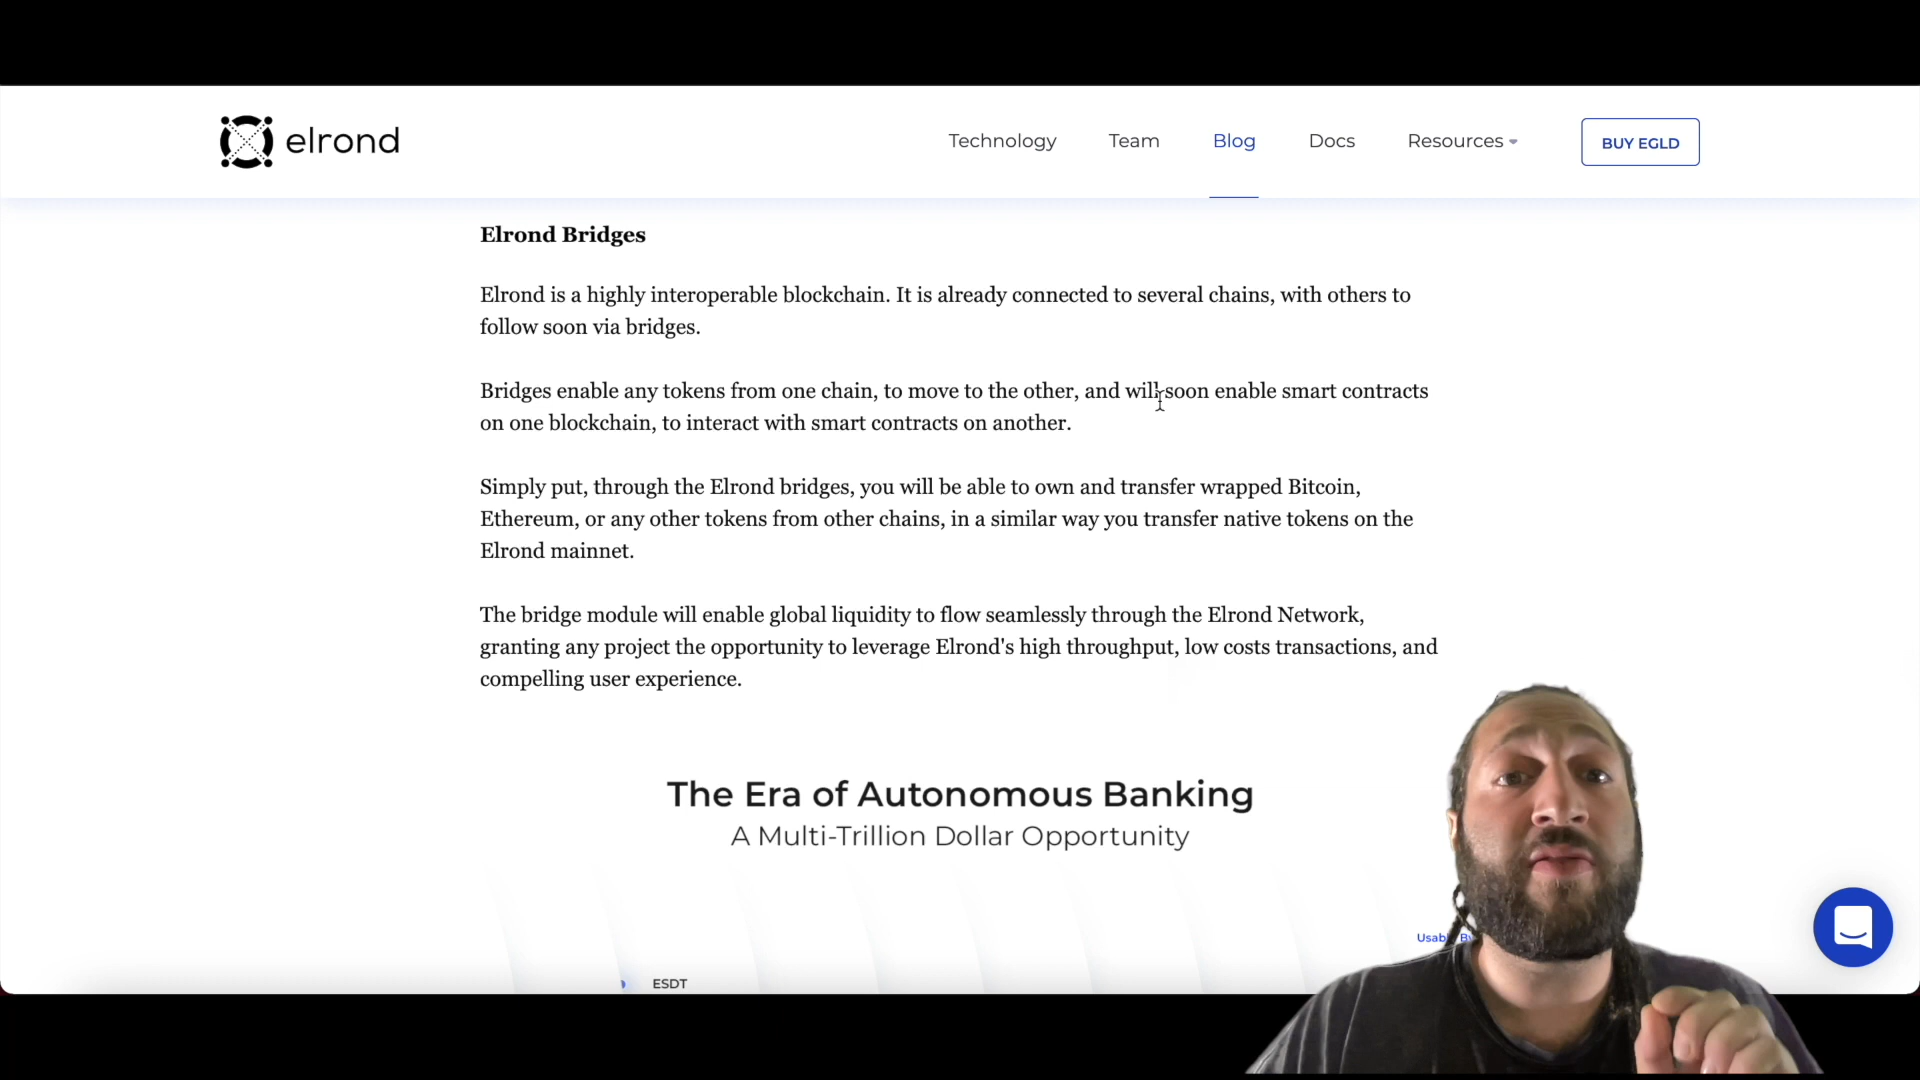 elrond
Technology Team Blog Docs Resources BUY EGLD
Elrond Bridges
Elrond is a highly interoperable blockchain. It is already connected to several chains, with others to
follow soon via bridges.
Bridges enable any tokens from one chain, to move to the other, and will soon enable smart contracts
on one blockchain, to interact with smart contracts on another.
Simply put, through the Elrond bridges, you will be able to own and transfer wrapped Bitcoin,
Ethereum, or any other tokens from other chains, in a similar way you transfer native tokens on the
Elrond mainnet.
The bridge module will enable global liquidity to flow seamlessly through the Elrond Network,
granting any project the opportunity to leverage Elrond's high throughput, low costs transactions, and
compelling user experience.
The Era of Autonomous Banking
A Multi-Trillion Dollar Opportunity
ESDT